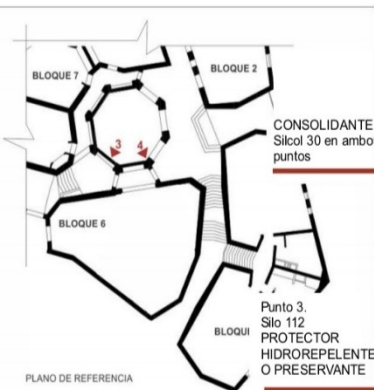 BLOQUE 7
BLOQUE 2
CONSOLIDANTE
Silcol 30 en ambo
puntos
3
4
BLOQUE 6
Punto 3.
Silo 112
PROTECTOR
HIDROREPELENTE
O PRESERVANTE
BLOQU
PLANO DE REFERENCIA